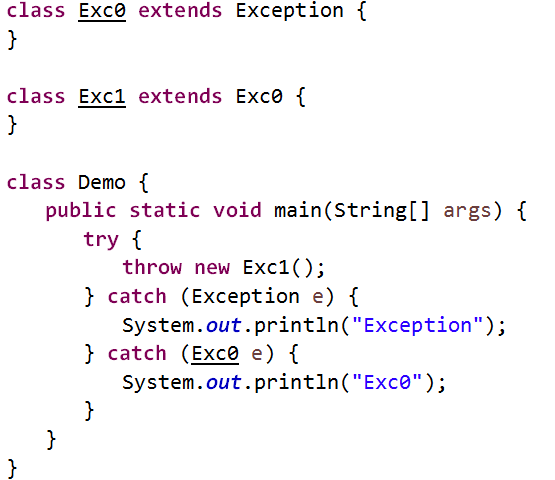 class Exc0 extends Exception {
}

class Exc1 extends Exc0 {
}

class Demo {
    public static void main(String[] args) {
        try {
            throw new Exc1();
        } catch (Exception e) {
            System.out.println("Exception");
        } catch (Exc0 e) {
            System.out.println("Exc0");
        }
    }
}